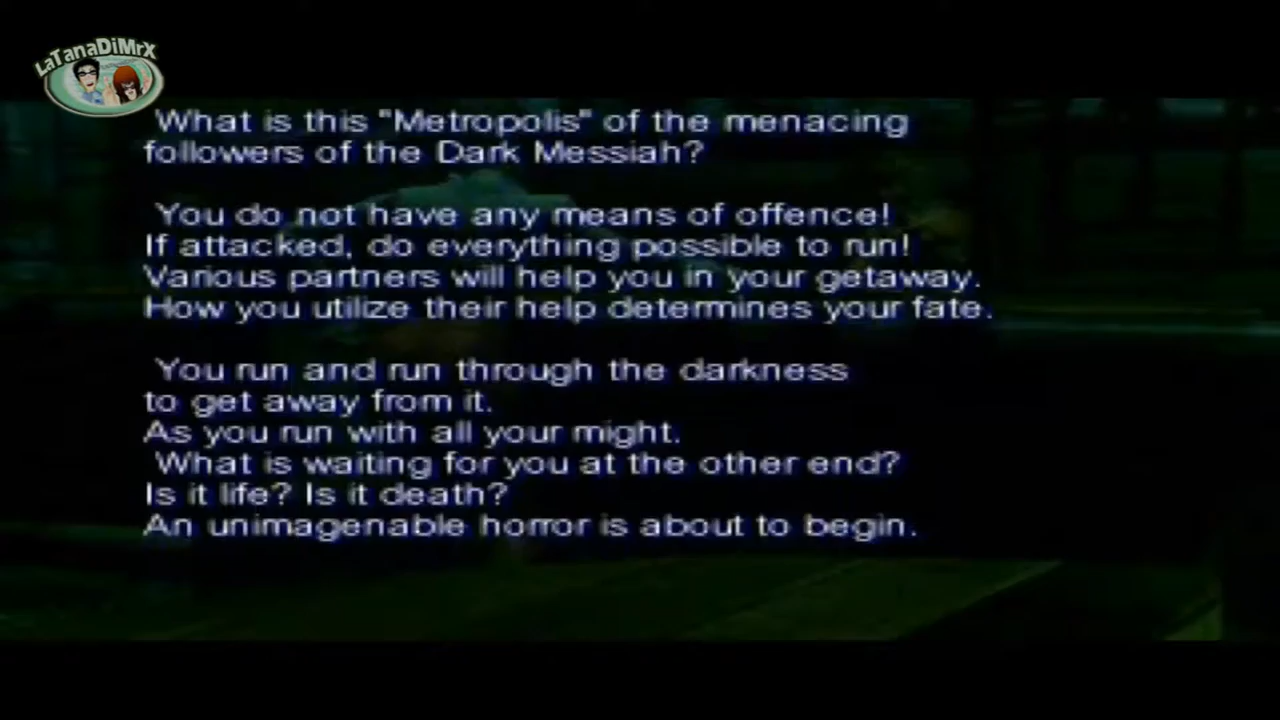 LaTanaDiMrX
What is this "Metropolis" of the menacing
followers of the Dark Messiah?
You do not have any means of offence!
If attacked, do everything possible to run!
Various partners will help you in your getaway.
How you utilize their help determines your fate.
You run and run through the darkness
to get away from it.
As you run with all your might.
What is waiting for you at the other end?
Is it life? Is it death?
An unimagenable horror is about to begin.